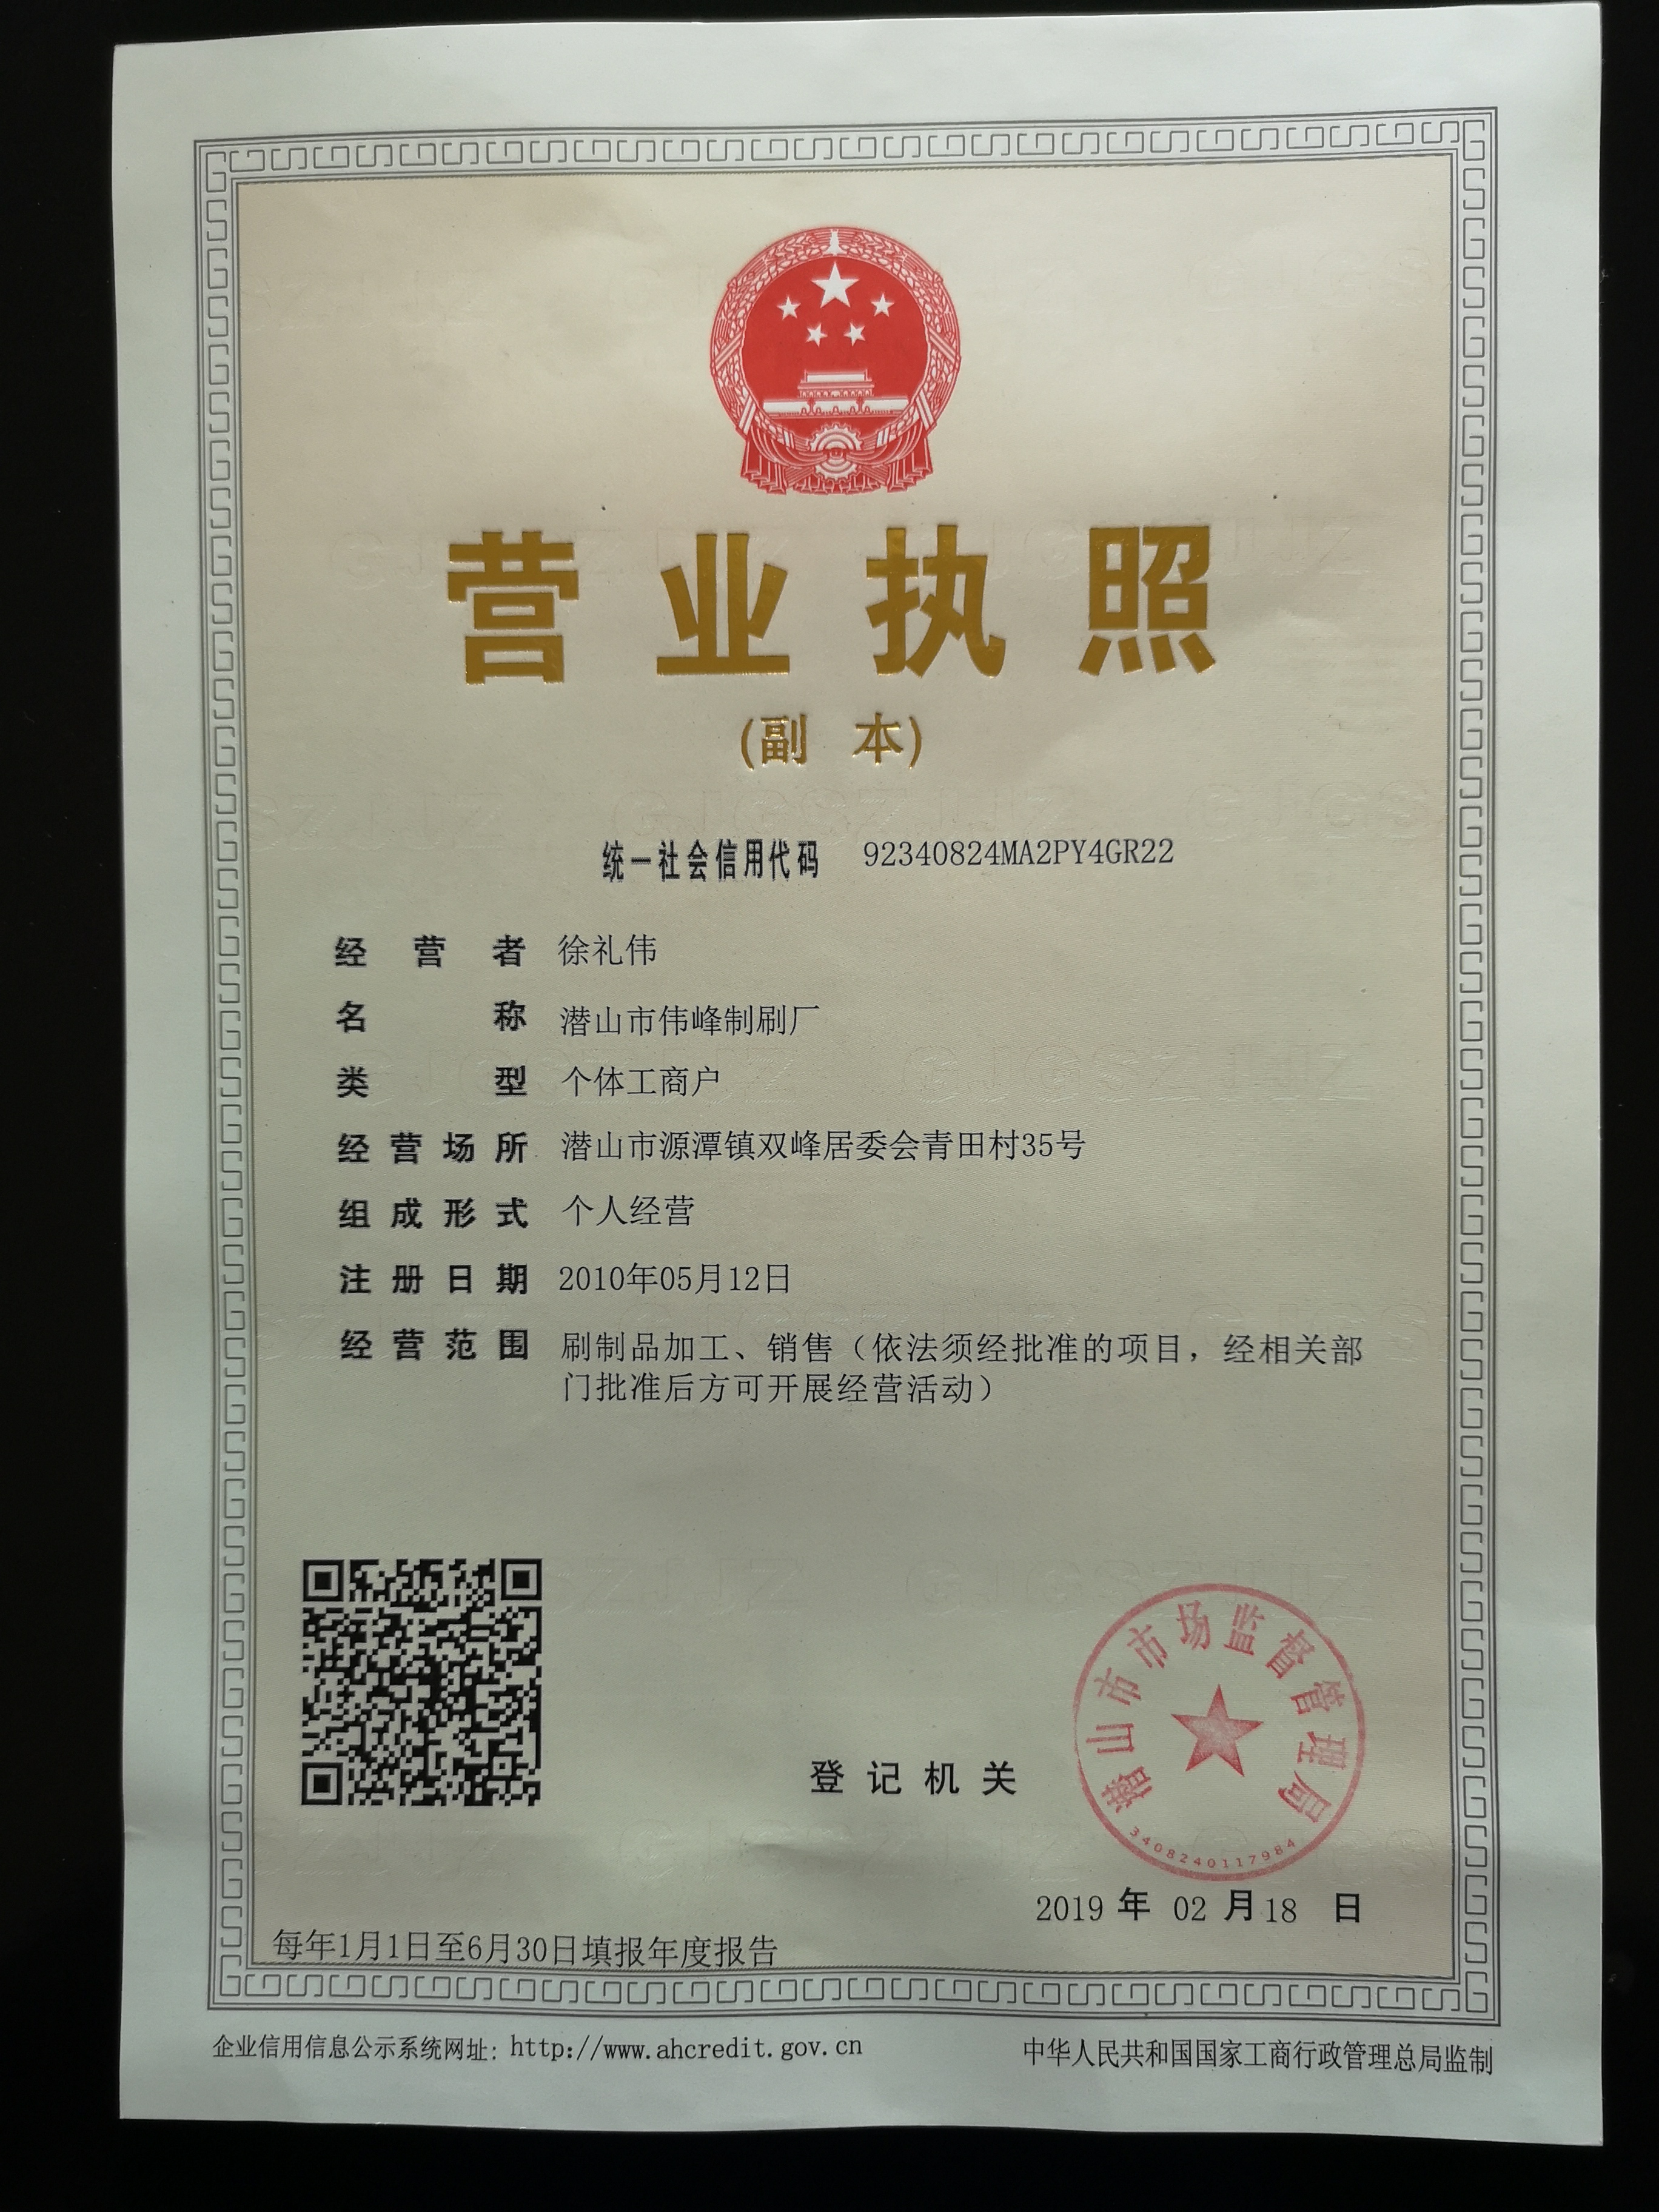 营业执照
(副 本)
统一社会信用代码 92340824MA2PY4GR22
经营者 徐礼伟
名称 潜山市伟峰制刷厂
类型 个体工商户
经营场所 潜山市源潭镇双峰居委会青田村35号
组成形式 个人经营
注册日期 2010年05月12日
经营范围 刷制品加工、销售（依法须经批准的项目，经相关部
门批准后方可开展经营活动）
潜山市市场监督管理局
登记机关
3408240117984
2019 年 02 月 18 日
每年1月1日至6月30日填报年度报告
企业信用信息公示系统网址: http://www.ahcredit.gov.cn
中华人民共和国国家工商行政管理总局监制